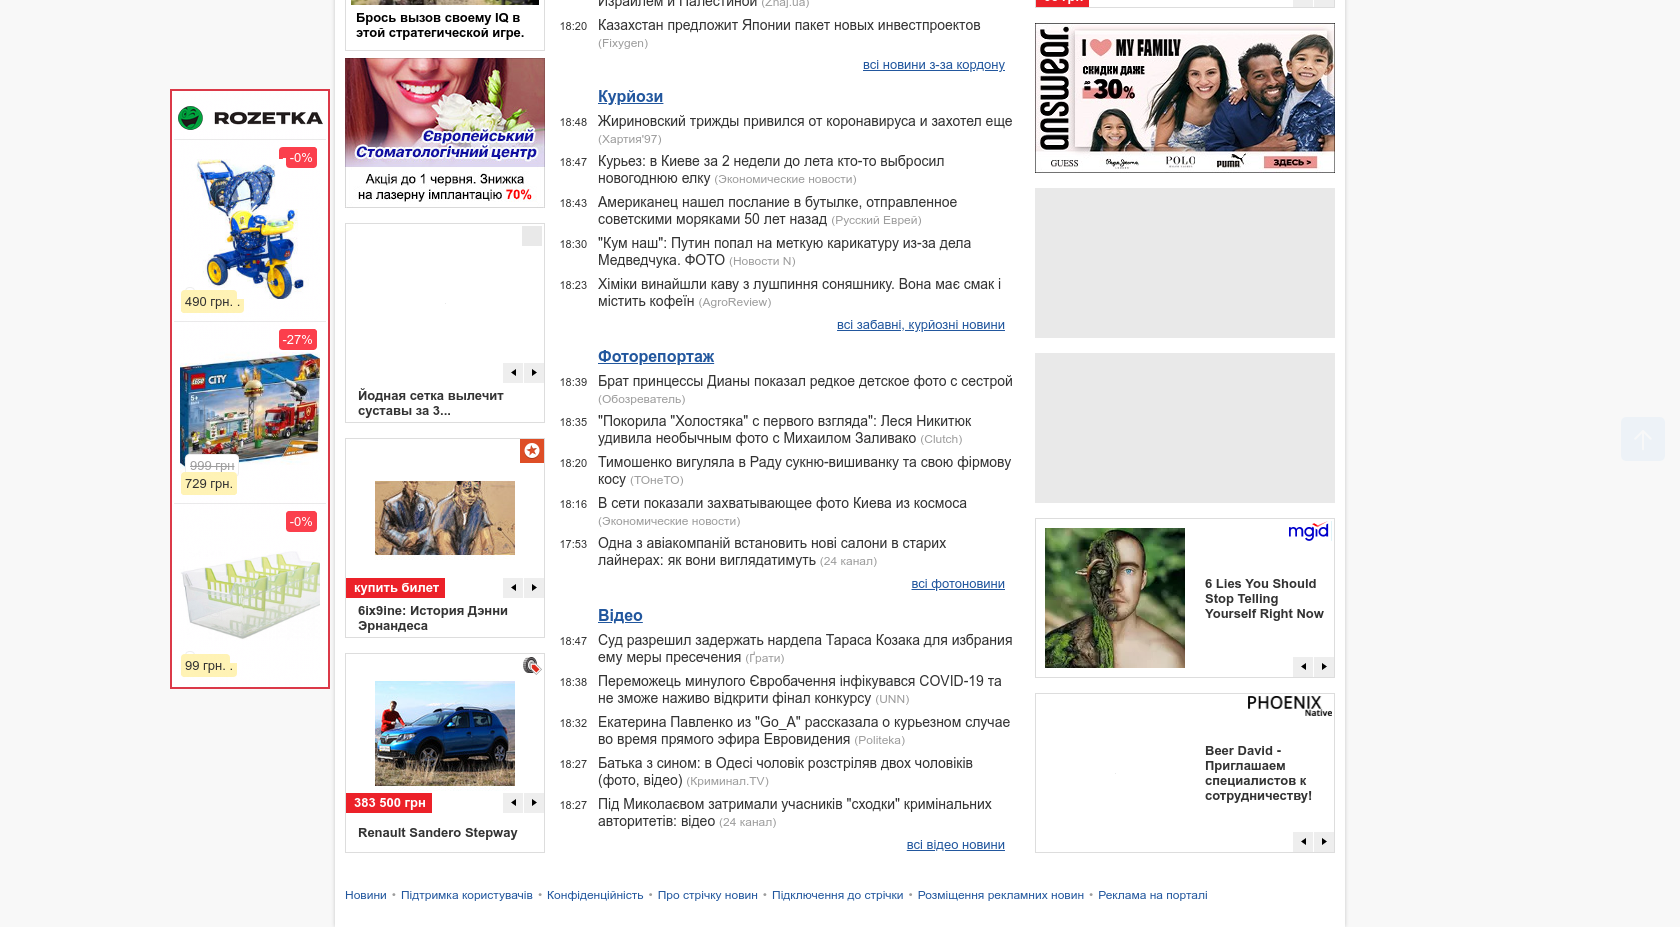 ROZETKA
-0%
490 грн. .
-27%
LEGO CITY
5+
999 грн
729 грн.
-0%
99 грн. .
Брось вызов своему IQ в
этой стратегической игре.
Європейський
Стоматологічний центр
Акція до 1 червня. Знижка
на лазерну імплантацію 70%
Йодная сетка вылечит
суставы за 3...
купить билет
6ix9ine: История Дэнни
Эрнандеса
383 500 грн
Renault Sandero Stepway
Израилем и Палестиной (Znaj.ua)
18:20 Казахстан предложит Японии пакет новых инвестпроектов
(Fixygen)
всі новини з-за кордону
Курйози
18:48 Жириновский трижды привился от коронавируса и захотел еще
(Хартия'97)
18:47 Курьез: в Киеве за 2 недели до лета кто-то выбросил
новогоднюю елку (Экономические новости)
18:43 Американец нашел послание в бутылке, отправленное
советскими моряками 50 лет назад (Русский Еврей)
18:30 "Кум наш": Путин попал на меткую карикатуру из-за дела
Медведчука. ФОТО (Новости N)
18:23 Хіміки винайшли каву з лушпиння соняшнику. Вона має смак і
містить кофеїн (AgroReview)
всі забавні, курйозні новини
Фоторепортаж
18:39 Брат принцессы Дианы показал редкое детское фото с сестрой
(Обозреватель)
18:35 "Покорила "Холостяка" с первого взгляда": Леся Никитюк
удивила необычным фото с Михаилом Заливако (Clutch)
18:20 Тимошенко вигуляла в Раду сукню-вишиванку та свою фірмову
косу (ТОнеТО)
18:16 В сети показали захватывающее фото Киева из космоса
(Экономические новости)
17:53 Одна з авіакомпаній встановить нові салони в старих
лайнерах: як вони виглядатимуть (24 канал)
всі фотоновини
Відео
18:47 Суд разрешил задержать нардепа Тараса Козака для избрания
ему меры пресечения (Ґрати)
18:38 Переможець минулого Євробачення інфікувався COVID-19 та
не зможе наживо відкрити фінал конкурсу (UNN)
18:32 Екатерина Павленко из "Go_A" рассказала о курьезном случае
во время прямого эфира Евровидения (Politeka)
18:27 Батька з сином: в Одесі чоловік розстріляв двох чоловіків
(фото, відео) (Криминал.TV)
18:27 Під Миколаєвом затримали учасників "сходки" кримінальних
авторитетів: відео (24 канал)
всі відео новини
answear.
I MY FAMILY
СКИДКИ ДАЖЕ
до -30%
GUESS Pepe Jeans POLO PUMA ЗДЕСЬ >
mgid
6 Lies You Should
Stop Telling
Yourself Right Now
PHOENIX
Native
Beer David -
Приглашаем
специалистов к
сотрудничеству!
Новини • Підтримка користувачів • Конфіденційність • Про стрічку новин • Підключення до стрічки • Розміщення рекламних новин • Реклама на порталі